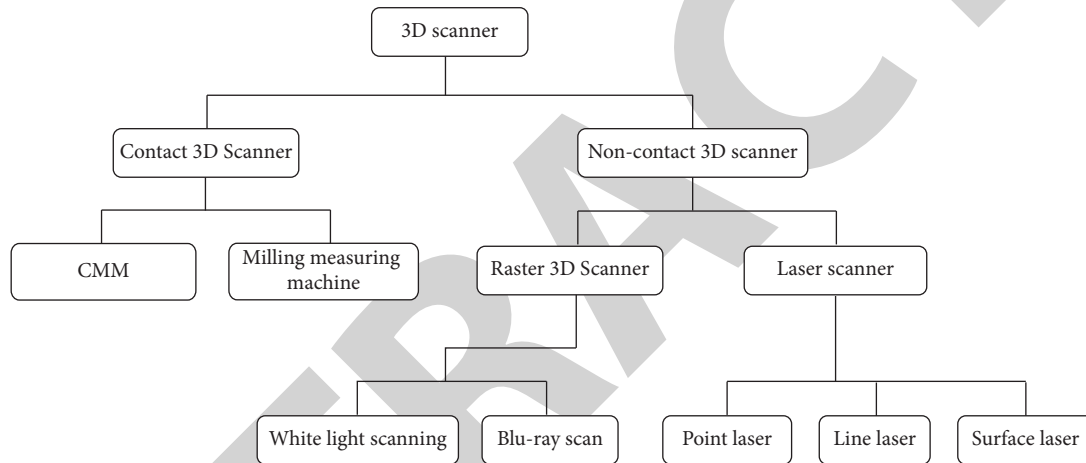 3D scanner
Contact 3D Scanner
Non-contact 3D scanner
CMM
Milling measuring
machine
Raster 3D Scanner
Laser scanner
White light scanning
Blu-ray scan
Point laser
Line laser
Surface laser
TRAC